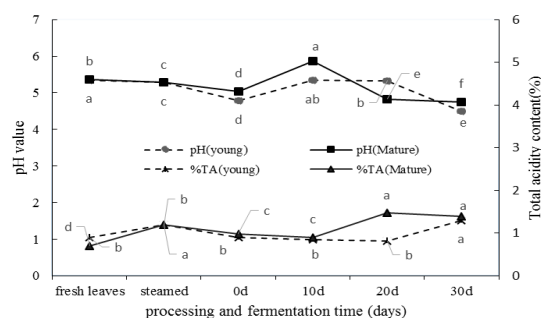 7
6
5
4
3
2
1
0
pH value
6
5
4
3
2
1
0
Total acidity content(%)
b c d a e f
a c d ab b e
pH(young) pH(Mature)
%TA(young) %TA(Mature)
d b c c a a
b a b b b a
fresh leaves steamed 0d 10d 20d 30d
processing and fermentation time (days)